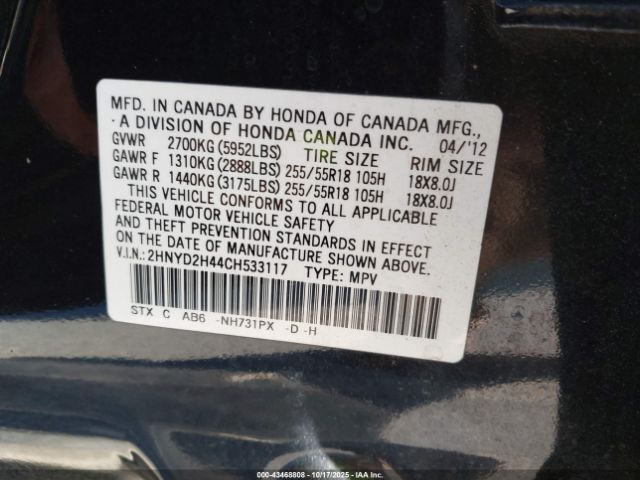 MFD. IN CANADA BY HONDA OF CANADA MFG.,
- A DIVISION OF HONDA CANADA INC. 04/'12
GVWR 2700KG (5952LBS) TIRE SIZE RIM SIZE
GAWR F 1310KG (2888LBS) 255/55R18 105H 18X8.0J
GAWR R 1440KG (3175LBS) 255/55R18 105H 18X8.0J
THIS VEHICLE CONFORMS TO ALL APPLICABLE
FEDERAL MOTOR VEHICLE SAFETY
AND THEFT PREVENTION STANDARDS IN EFFECT
ON THE DATE OF MANUFACTURE SHOWN ABOVE.
V.I.N.: 2HNYD2H44CH533117 TYPE: MPV
STX C AB6 -NH731PX -D -H
© 43468808 - 10/17/2025 - IAAI.com